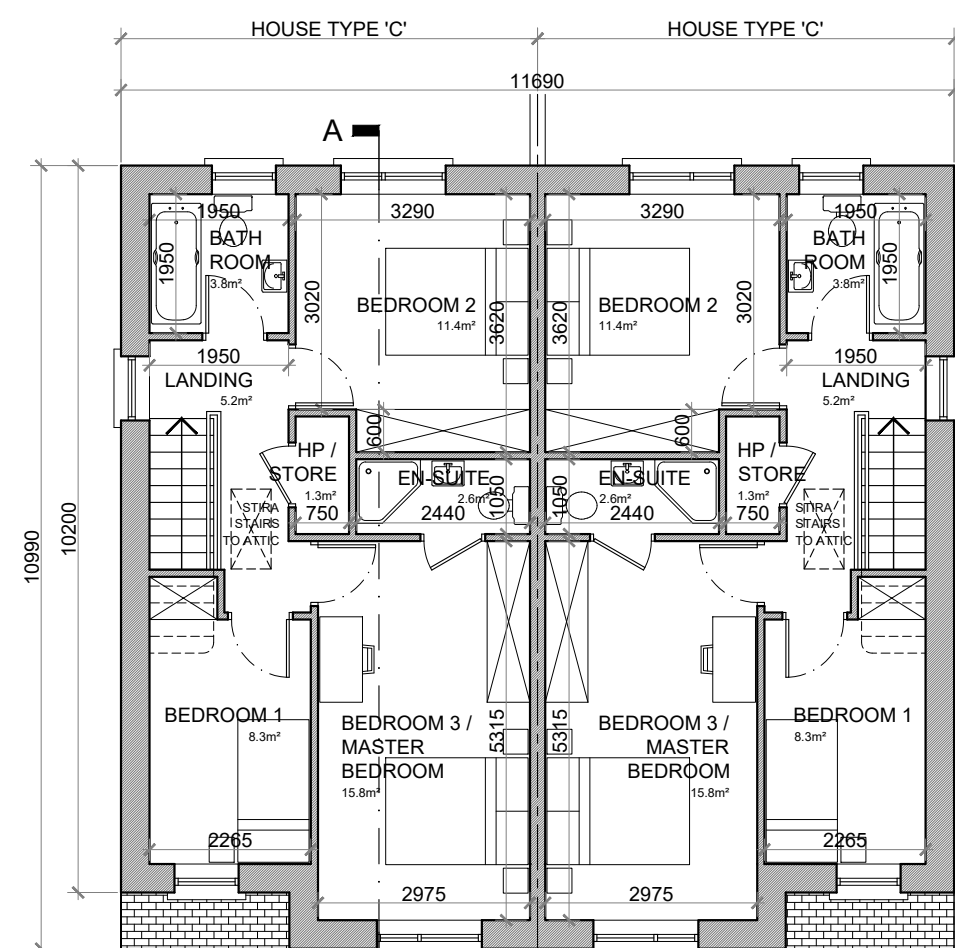 HOUSE TYPE 'C'
HOUSE TYPE 'C'
11690
A
1950
3290
3290
1950
BATH
ROOM
3.8m²
1950
BATH
ROOM
3.8m²
1950
3020
3020
BEDROOM 2
11.4m²
3620
3620
BEDROOM 2
11.4m²
1950
1950
LANDING
5.2m²
LANDING
5.2m²
600
600
HP /
STORE
1.3m²
750
EN-SUITE
2.6m²
1050
2440
EN-SUITE
2.6m²
1050
2440
HP /
STORE
1.3m²
750
STIRA
STAIRS
TO ATTIC
STIRA
STAIRS
TO ATTIC
10990
10200
BEDROOM 1
8.3m²
BEDROOM 3 /
MASTER
BEDROOM
15.8m²
5315
5315
BEDROOM 3 /
MASTER
BEDROOM
15.8m²
BEDROOM 1
8.3m²
2265
2265
2975
2975